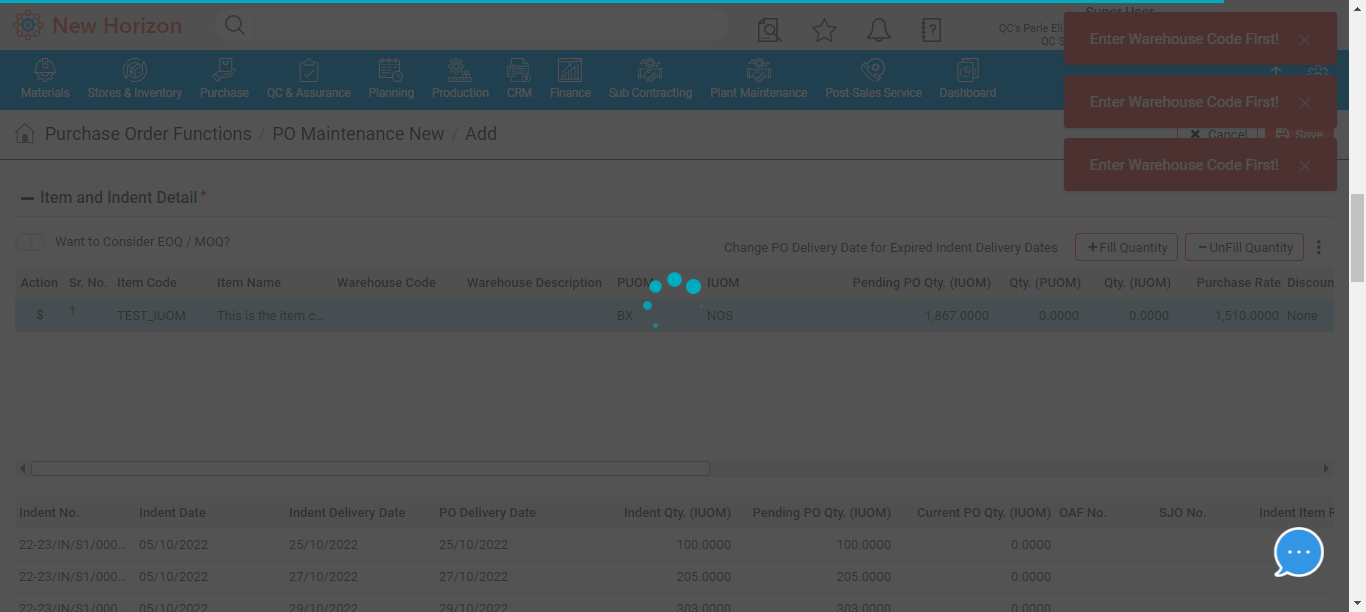 New Horizon
Super User
QC's Parle Eli
QC S
Enter Warehouse Code First!
Enter Warehouse Code First!
Enter Warehouse Code First!
Materials Stores & Inventory Purchase QC & Assurance Planning Production CRM Finance Sub Contracting Plant Maintenance Post-Sales Service Dashboard
Purchase Order Functions / PO Maintenance New / Add
Cancel Save
Item and Indent Detail *
Want to Consider EOQ / MOQ?
Change PO Delivery Date for Expired Indent Delivery Dates +Fill Quantity −UnFill Quantity
Action Sr. No. Item Code Item Name Warehouse Code Warehouse Description PUOM IUOM Pending PO Qty. (IUOM) Qty. (PUOM) Qty. (IUOM) Purchase Rate Discoun
$ 1 TEST_IUOM This is the item c... BX NOS 1,867.0000 0.0000 0.0000 1,510.0000 None
Indent No. Indent Date Indent Delivery Date PO Delivery Date Indent Qty. (IUOM) Pending PO Qty. (IUOM) Current PO Qty. (IUOM) OAF No. SJO No. Indent Item R
22-23/IN/S1/000... 05/10/2022 25/10/2022 25/10/2022 100.0000 100.0000 0.0000
22-23/IN/S1/000... 05/10/2022 27/10/2022 27/10/2022 205.0000 205.0000 0.0000
22-23/IN/S1/000... 05/10/2022 29/10/2022 29/10/2022 303.0000 303.0000 0.0000